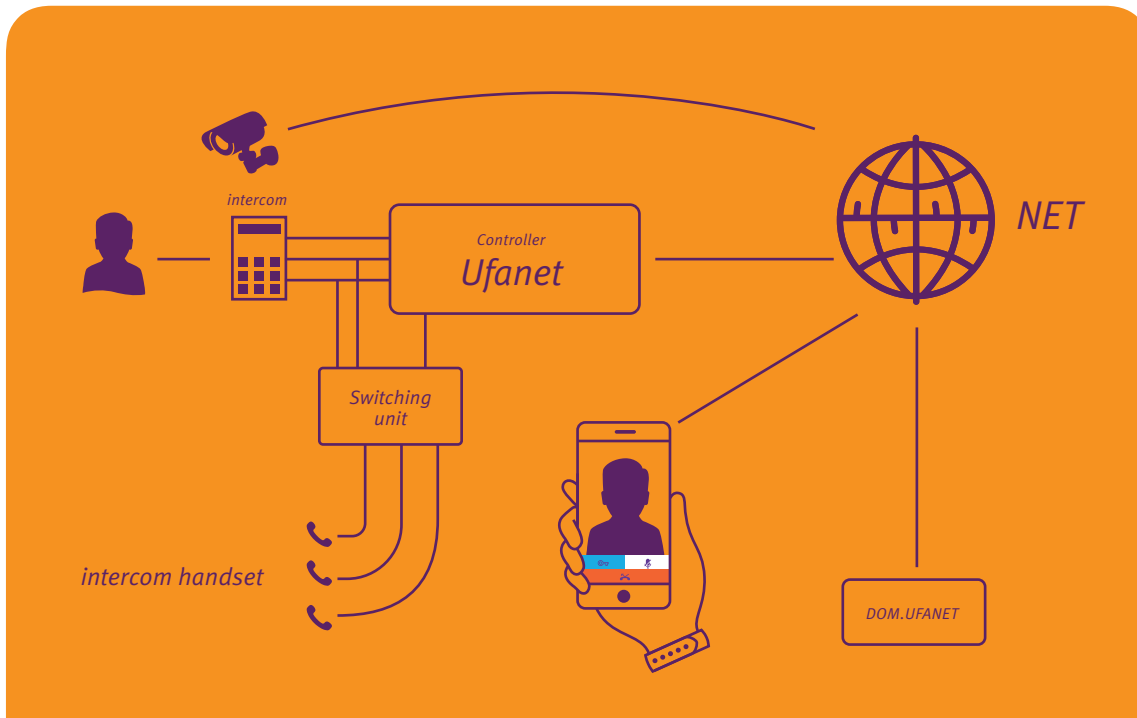 intercom
Controller
Ufanet
NET
Switching
unit
intercom handset
DOM.UFANET